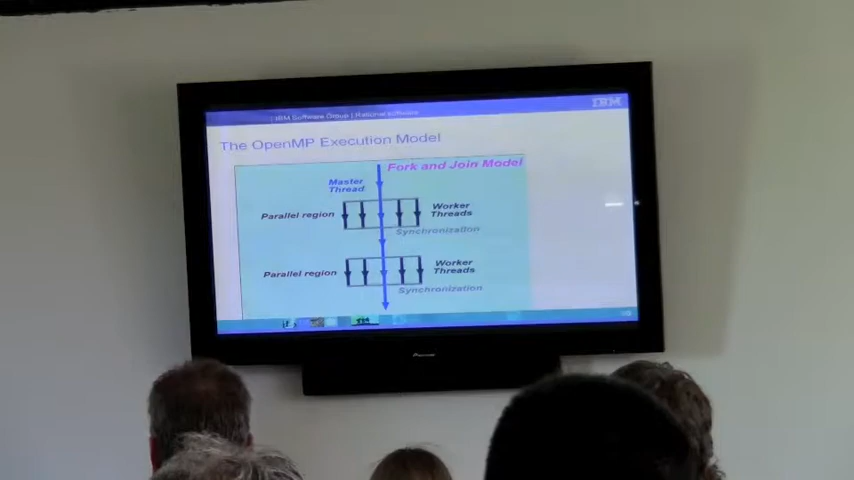 IBM Software Group | Rational software
IBM
The OpenMP Execution Model
Fork and Join Model
Master
Thread
Parallel region
Worker
Threads
Synchronization
Parallel region
Worker
Threads
Synchronization
Pioneer